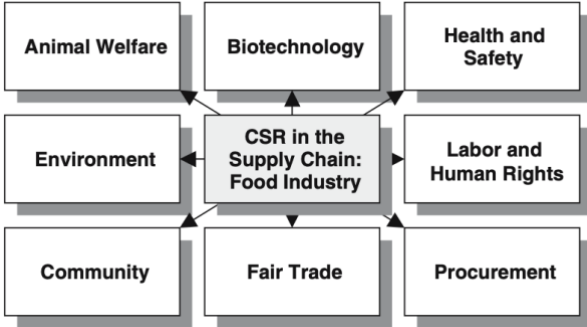 Animal Welfare
Biotechnology
Health and
Safety
Environment
CSR in the
Supply Chain:
Food Industry
Labor and
Human Rights
Community
Fair Trade
Procurement